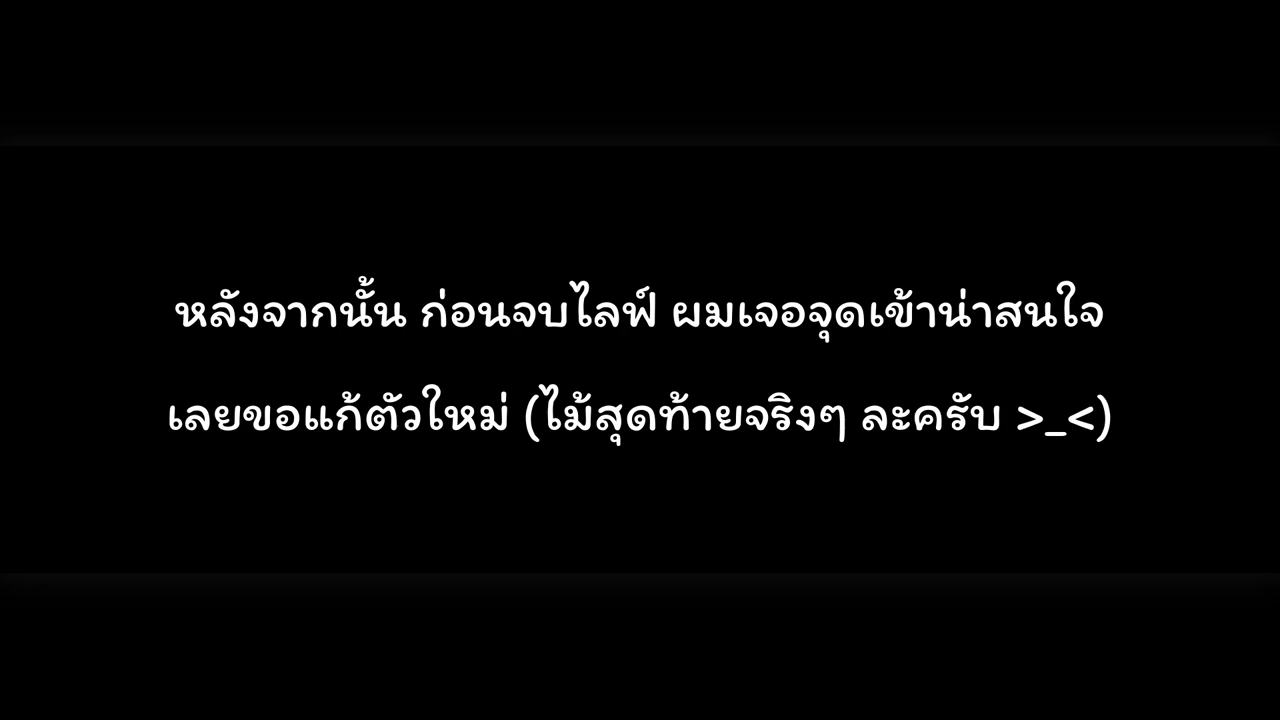 หลังจากนั้น ก่อนจบไลฟ์ ผมเจอจุดเข้าน่าสนใจ
เลยขอแก้ตัวใหม่ (ไม้สุดท้ายจริงๆ ละครับ >_<)